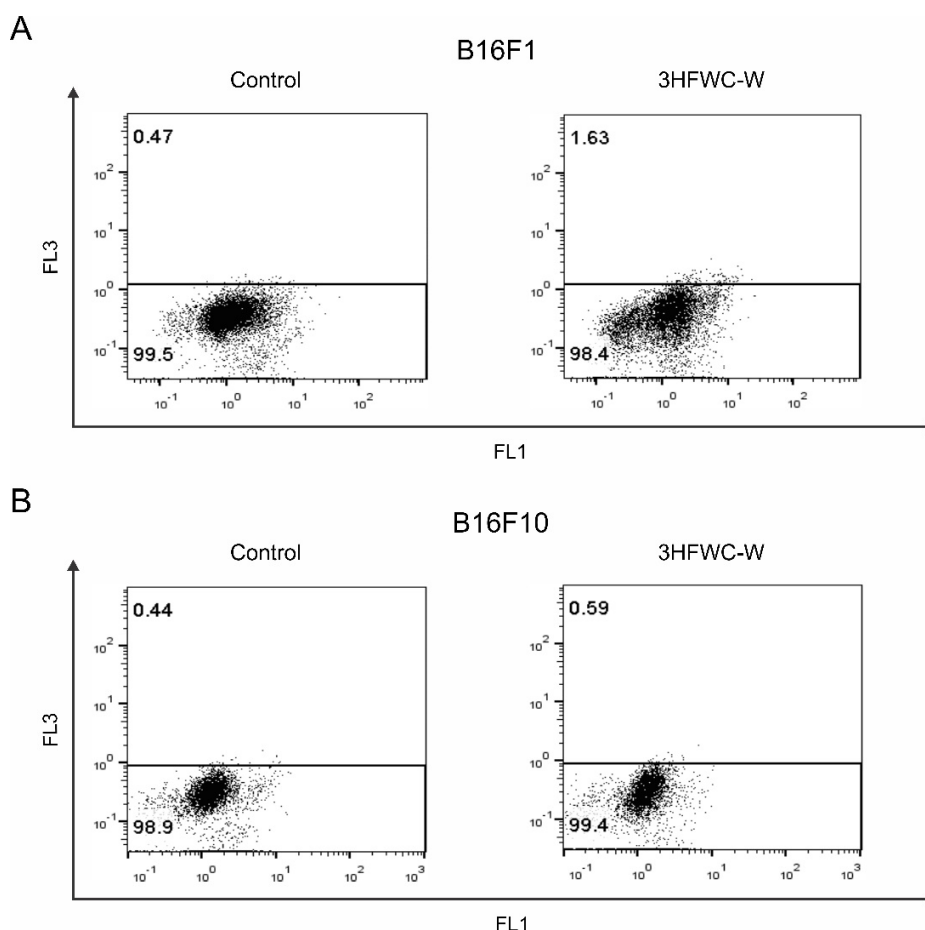 A
B16F1
Control 3HFWC-W
0.47 1.63
10² 10²
10¹ 10¹
FL3
10⁰ 10⁰
10⁻¹ 10⁻¹
99.5 98.4
10⁻¹ 10⁰ 10¹ 10² 10⁻¹ 10⁰ 10¹ 10²
FL1
B
B16F10
Control 3HFWC-W
0.44 0.59
10² 10²
10¹ 10¹
FL3
10⁰ 10⁰
10⁻¹ 10⁻¹
98.9 99.4
10⁻¹ 10⁰ 10¹ 10² 10³ 10⁻¹ 10⁰ 10¹ 10² 10³
FL1